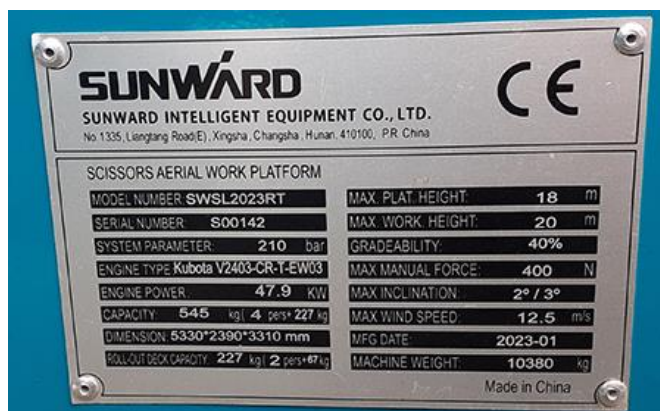 SUNWARD
CE
SUNWARD INTELLIGENT EQUIPMENT CO., LTD.
No.1335, Liangtang Road(E), Xingsha, Changsha, Hunan, 410100, P.R. China
SCISSORS AERIAL WORK PLATFORM
MODEL NUMBER: SWSL2023RT
SERIAL NUMBER: S00142
SYSTEM PARAMETER: 210 bar
ENGINE TYPE: Kubota V2403-CR-T-EW03
ENGINE POWER: 47.9 KW
CAPACITY: 545 kg( 4 pers+ 227 kg
DIMENSION: 5330*2390*3310 mm
ROLL-OUT DECK CAPACITY: 227 kg( 2 pers+67kg
MAX. PLAT. HEIGHT: 18 m
MAX. WORK. HEIGHT: 20 m
GRADEABILITY: 40%
MAX MANUAL FORCE: 400 N
MAX INCLINATION: 2° / 3°
MAX WIND SPEED: 12.5 m/s
MFG DATE: 2023-01
MACHINE WEIGHT: 10380 kg
Made in China